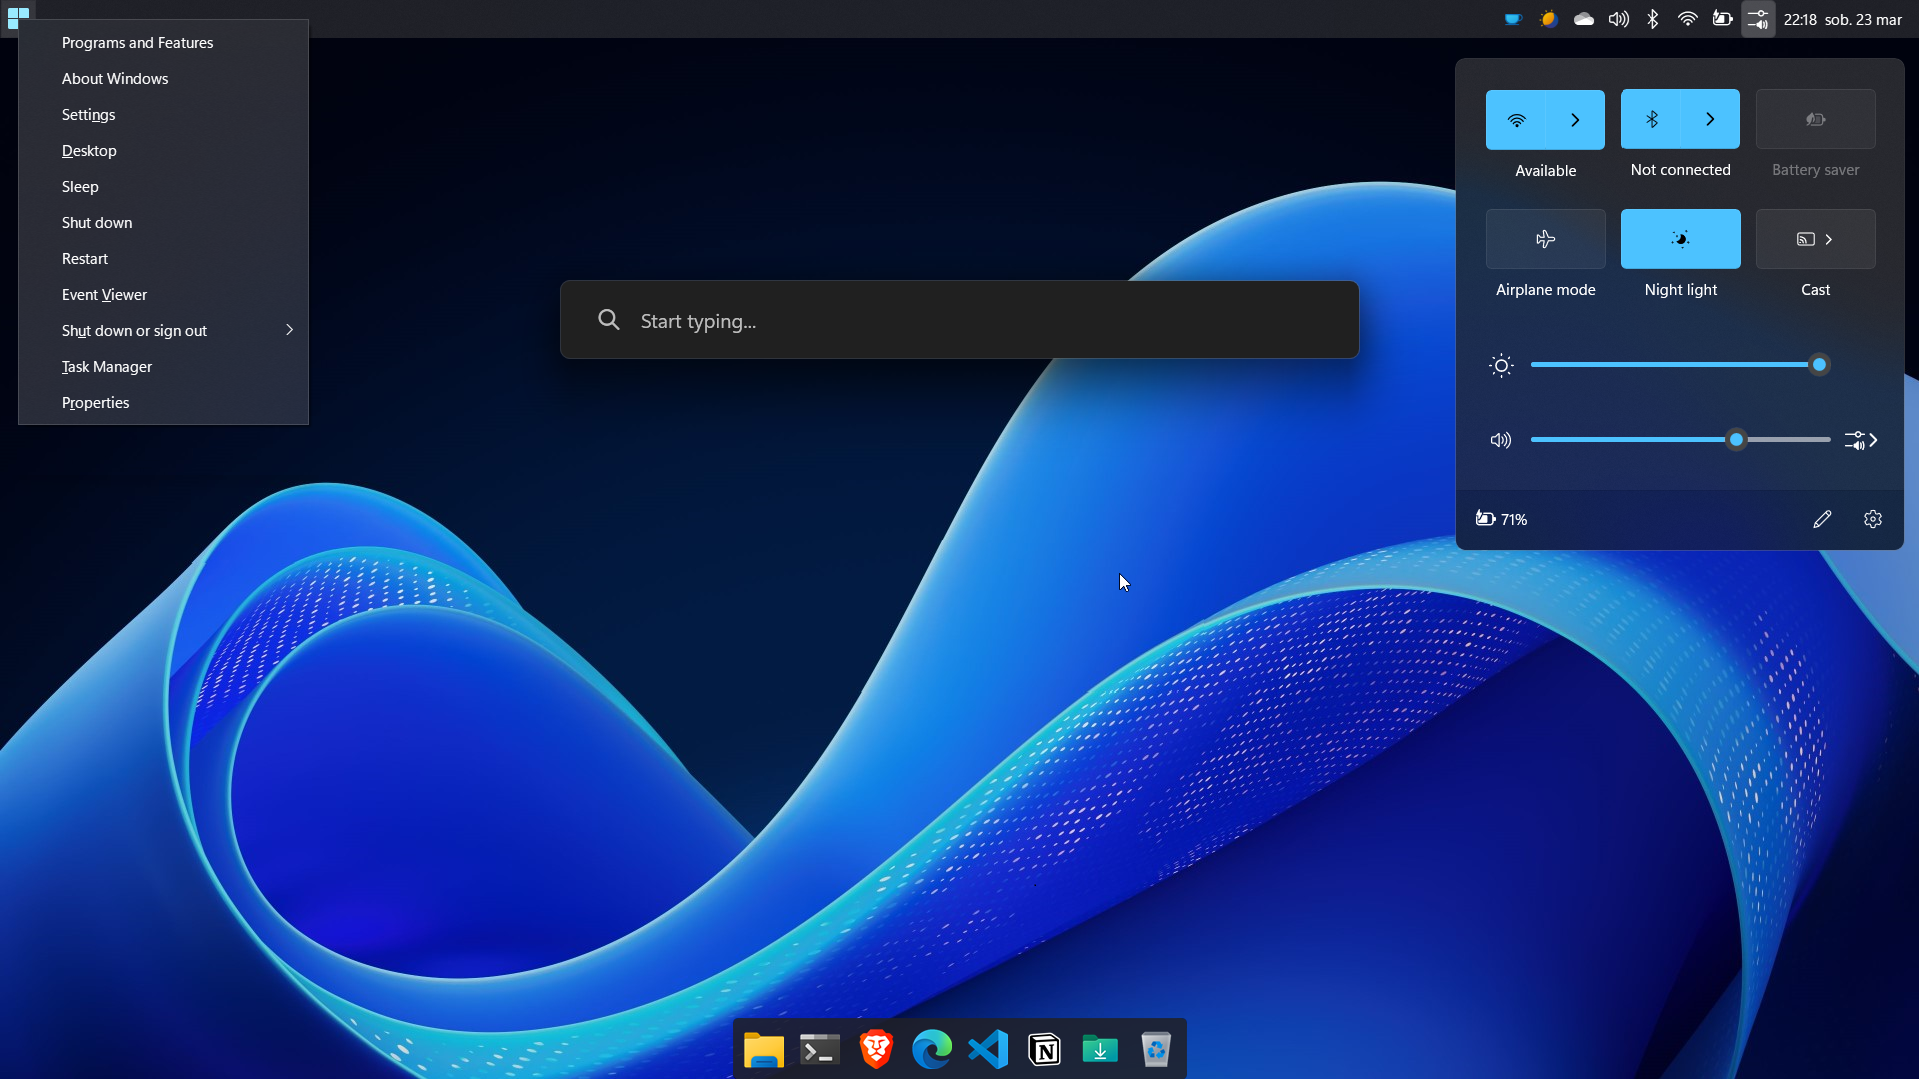 22:18 sob. 23 mar
Programs and Features
About Windows
Settings
Desktop
Sleep
Shut down
Restart
Event Viewer
Shut down or sign out
Task Manager
Properties
Start typing...
Available
Not connected
Battery saver
Airplane mode
Night light
Cast
71%
N